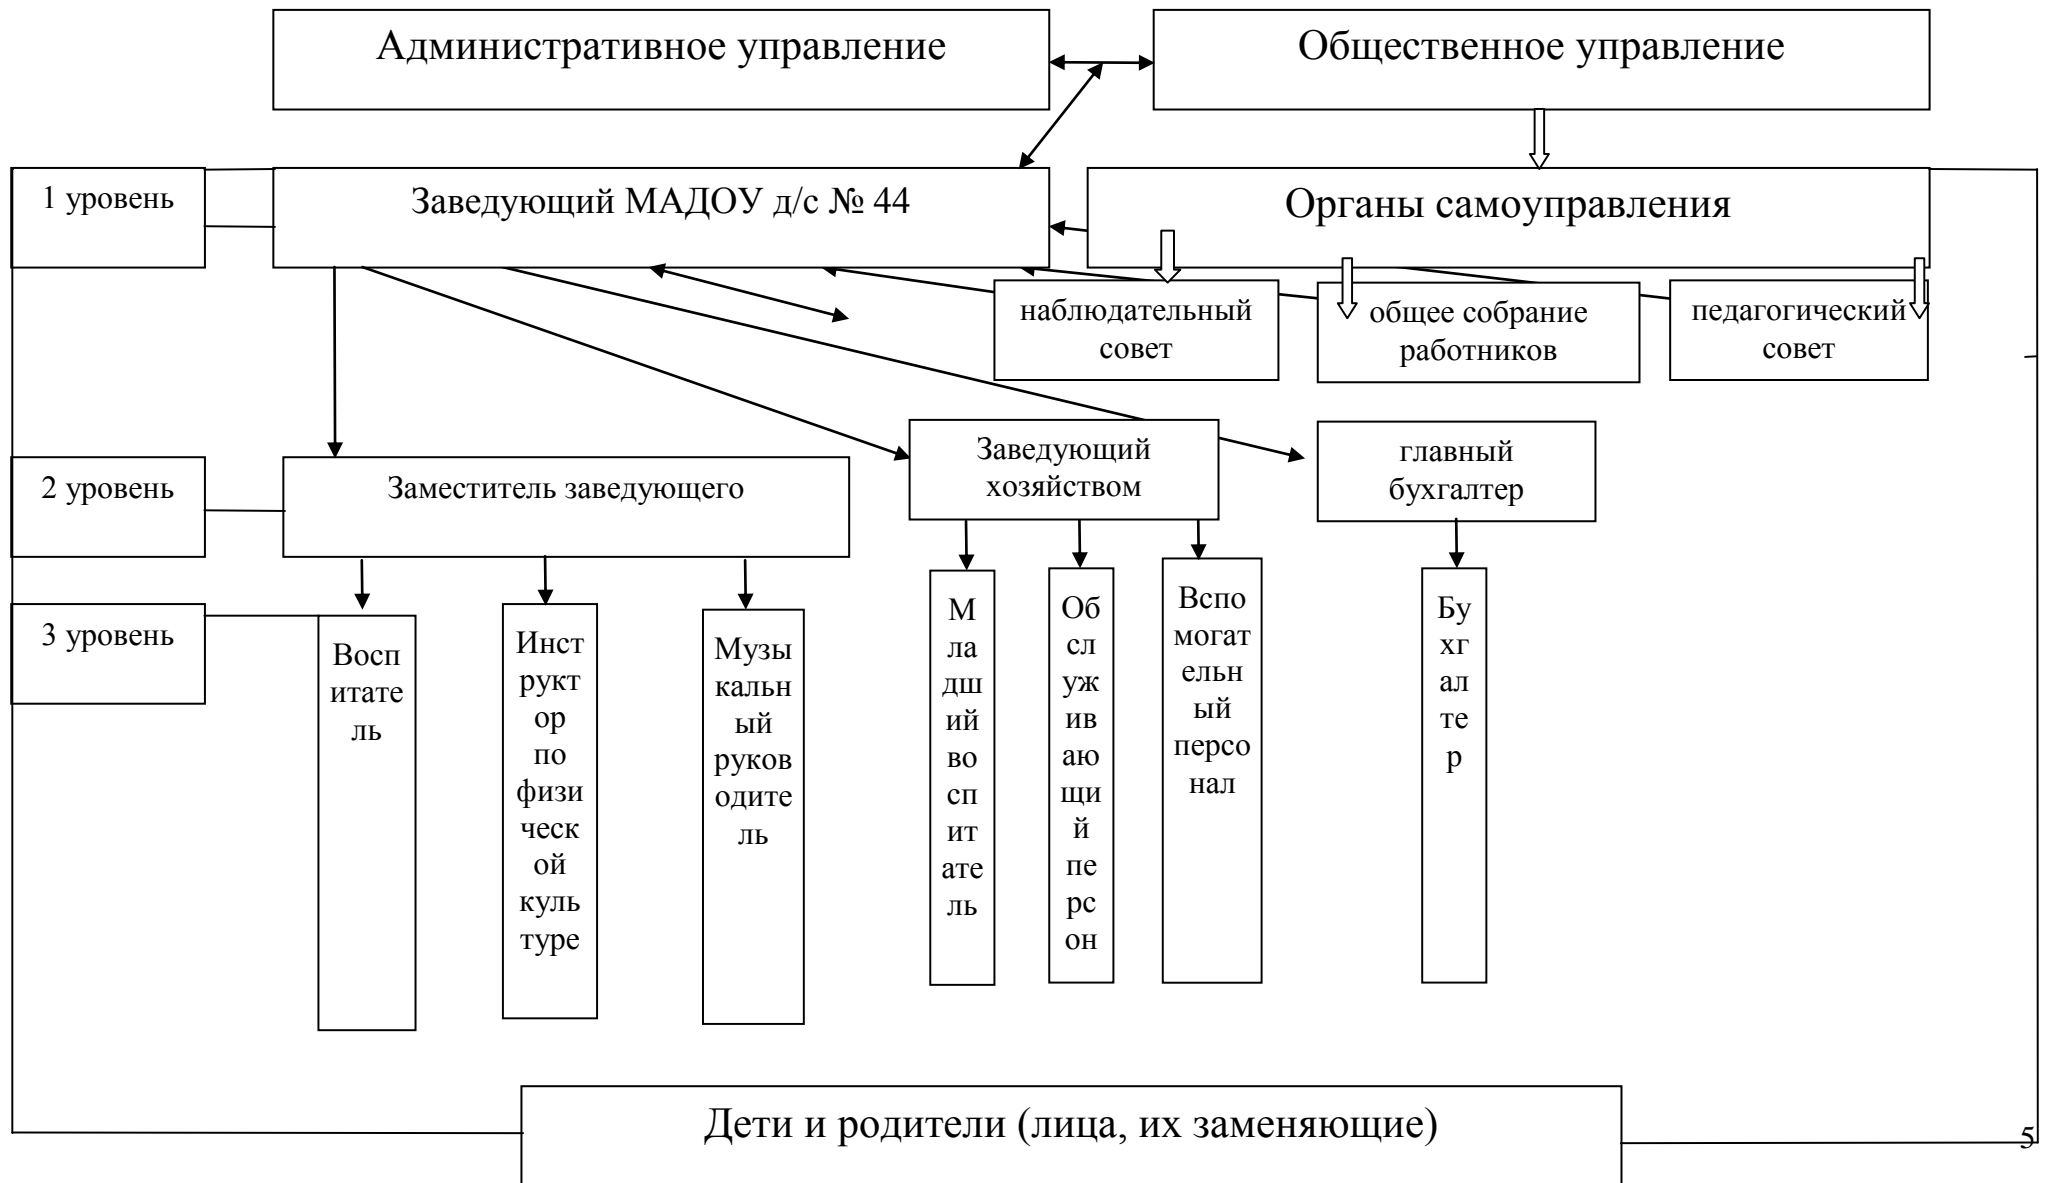 Административное управление
Общественное управление
1 уровень
Заведующий МАДОУ д/с № 44
Органы самоуправления
наблюдательный
совет
общее собрание
работников
педагогический
совет
2 уровень
Заместитель заведующего
Заведующий
хозяйством
главный
бухгалтер
3 уровень
Восп
итате
ль
Инст
рукт
ор
по
физи
ческ
ой
куль
туре
Музы
кальн
ый
руков
одите
ль
М
ла
дш
ий
во
сп
ит
ате
ль
Об
сл
уж
ив
аю
щи
й
пе
рс
он
Вспо
могат
ельн
ый
персо
нал
Бу
хг
ал
те
р
Дети и родители (лица, их заменяющие)
5